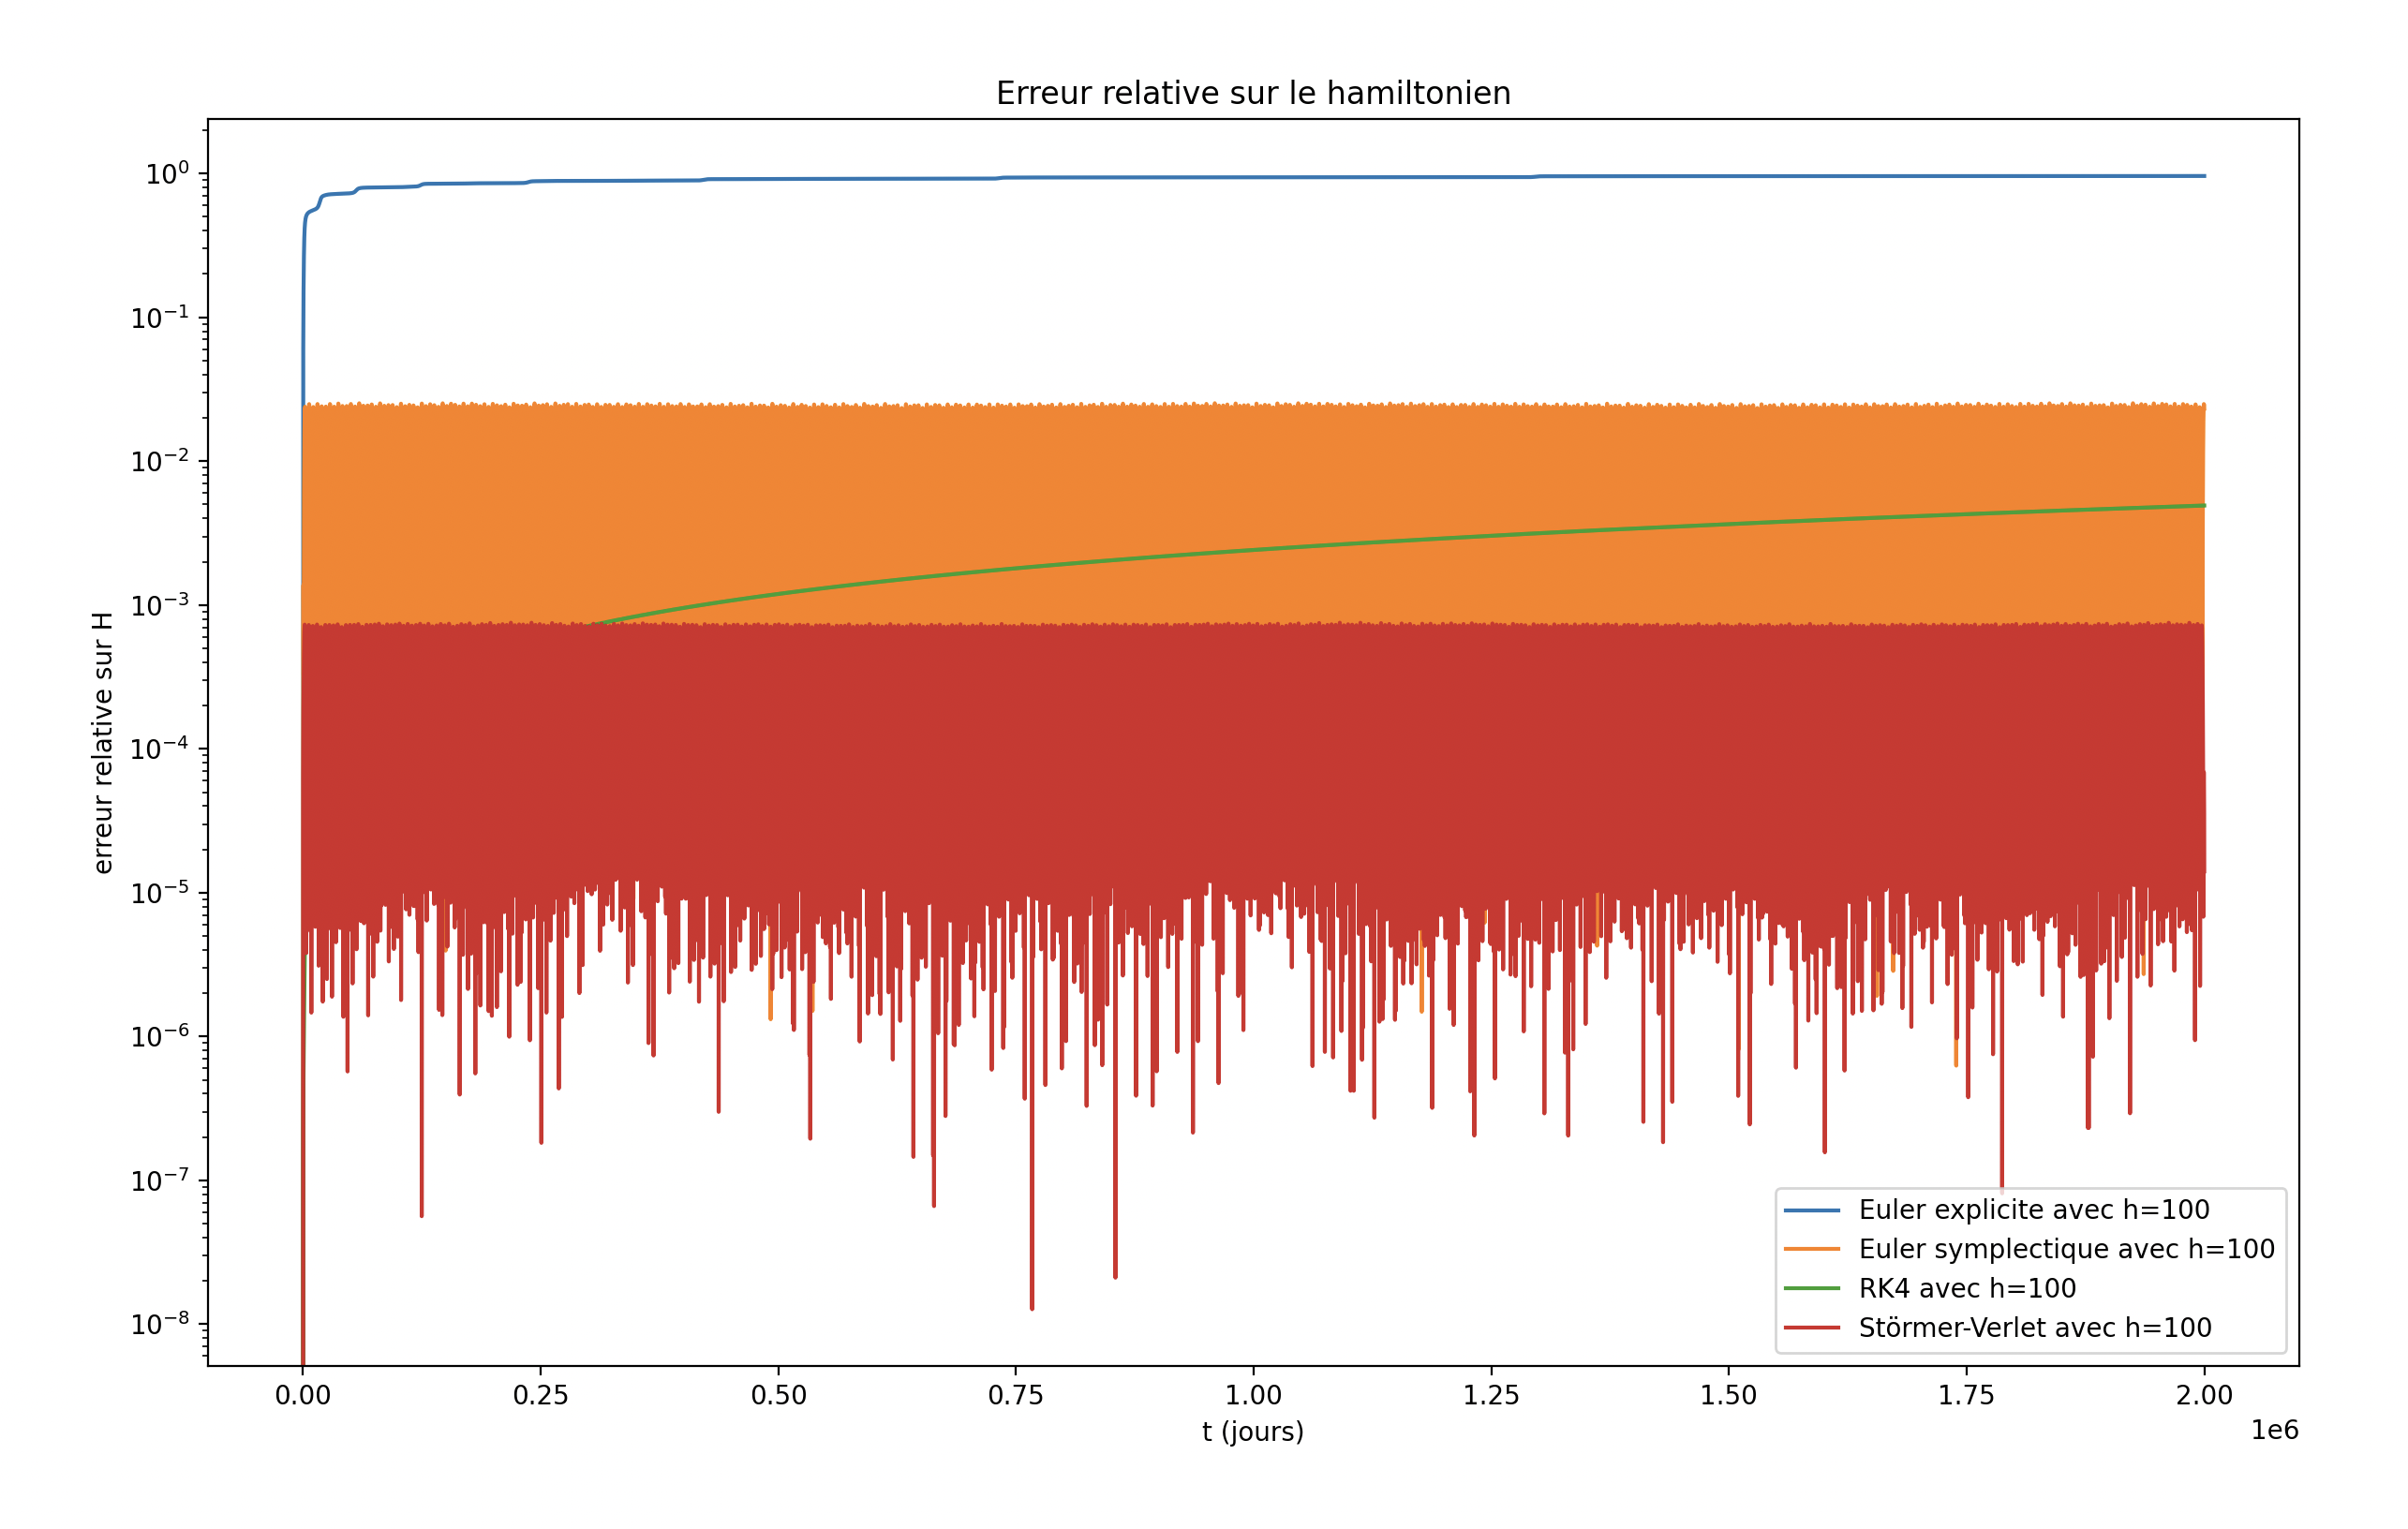 Erreur relative sur le hamiltonien
erreur relative sur H
10⁰
10⁻¹
10⁻²
10⁻³
10⁻⁴
10⁻⁵
10⁻⁶
10⁻⁷
10⁻⁸
Euler explicite avec h=100
Euler symplectique avec h=100
RK4 avec h=100
Störmer-Verlet avec h=100
0.00 0.25 0.50 0.75 1.00 1.25 1.50 1.75 2.00
t (jours)
1e6